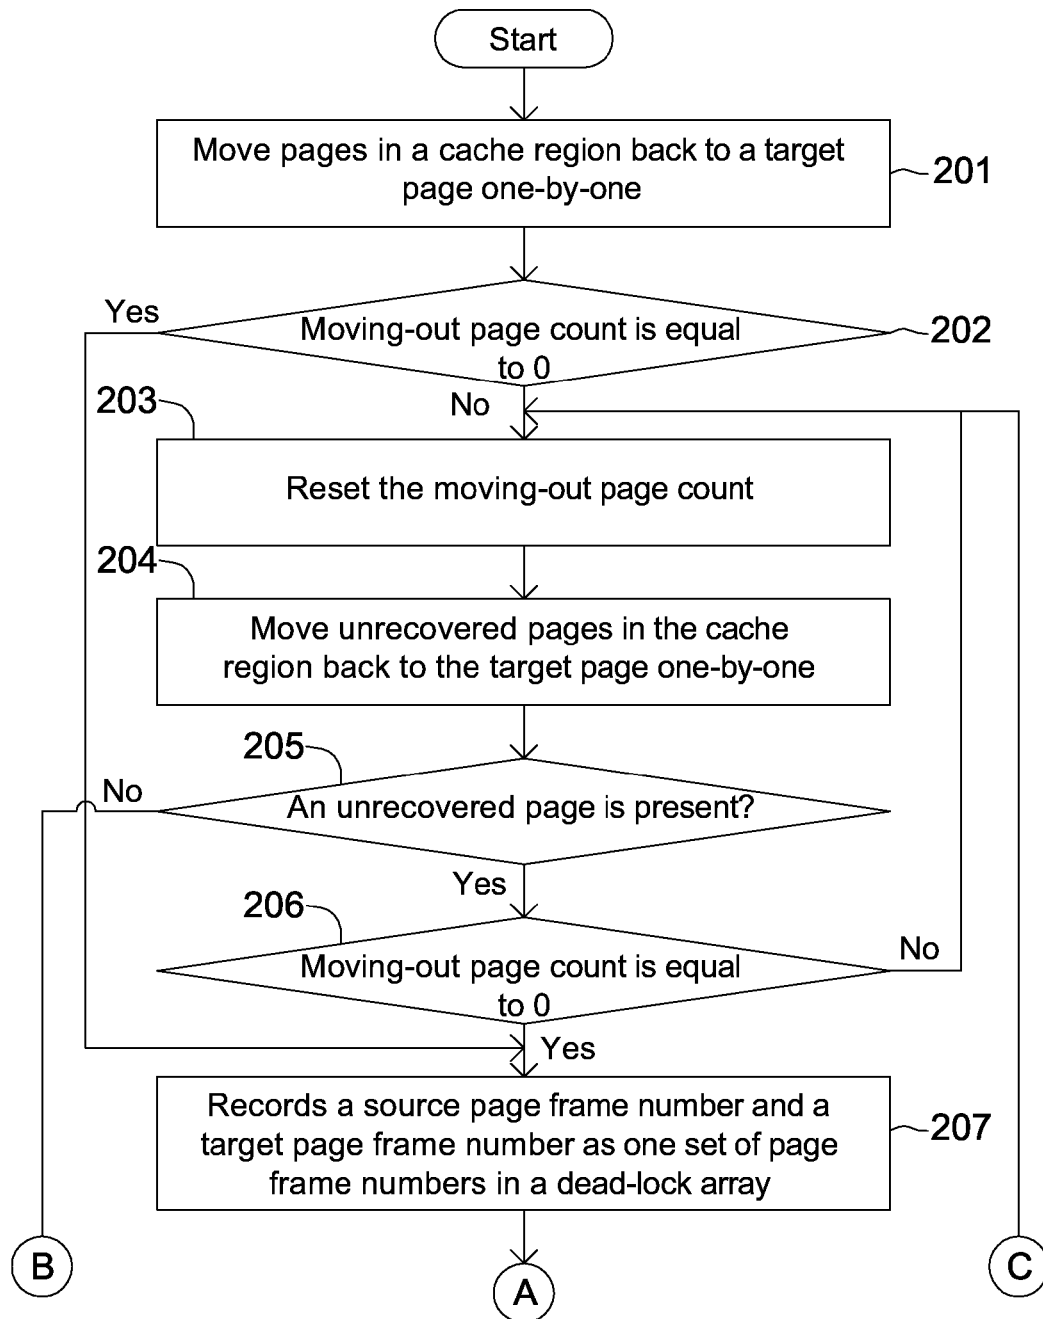 Start
Move pages in a cache region back to a target
page one-by-one
201
Yes
Moving-out page count is equal
to 0
202
No
203
Reset the moving-out page count
204
Move unrecovered pages in the cache
region back to the target page one-by-one
205
No
An unrecovered page is present?
Yes
206
Moving-out page count is equal
to 0
No
Yes
Records a source page frame number and a
target page frame number as one set of page
frame numbers in a dead-lock array
207
B
A
C